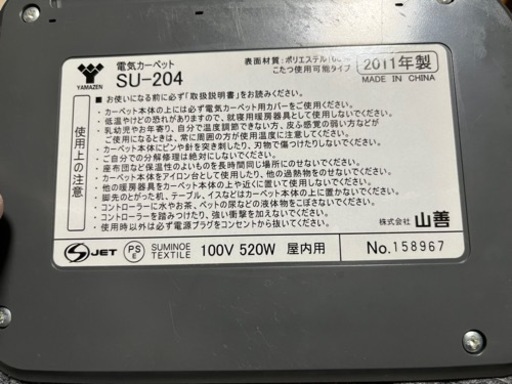 YAMAZEN
電気カーペット
SU-204
表面材質:ポリエステル
こたつ使用可能タイプ
2011年製
MADE IN CHINA
使用上の注意
■お使いになる前に必ず「取扱説明書」をお読みください。
・カーペット本体の上には必ず電気カーペット用カバーをご使用ください。
・低温やけどの恐れがありますので、就寝用暖房器具として使用しないでください。
・乳幼児やお年寄り、自分で温度調節できない方、皮ふ感覚の弱い方などが
ご使用になるときは、常に周囲の方が使用温度に注意してください。
・カーペット本体にピンや針を突き刺したり、刃物で傷つけたりしないでください。
・ご自分での分解修理は絶対にしないでください。
・座布団など保温性のよいものを長時間同じ場所にのせないでください。
・カーペット本体をアイロン台として使用したり、他の過熱物をのせないでください。
・他の暖房器具をカーペット本体の上や近くに置いて使用しないでください。
・脚先のとがった机、テーブル、イスなどはカーペット本体の上に置かないでください。
・コントローラーに水やお茶、ペットの尿などの液体物をこぼさないでください。
・コントローラーを踏みつけたり、強い衝撃を加えないでください。
・使用時以外は必ず電源プラグをコンセントから抜いてください。
株式会社 山善
S JET
PSE
SUMINOE
TEXTILE
100V 520W 屋内用
No.158967